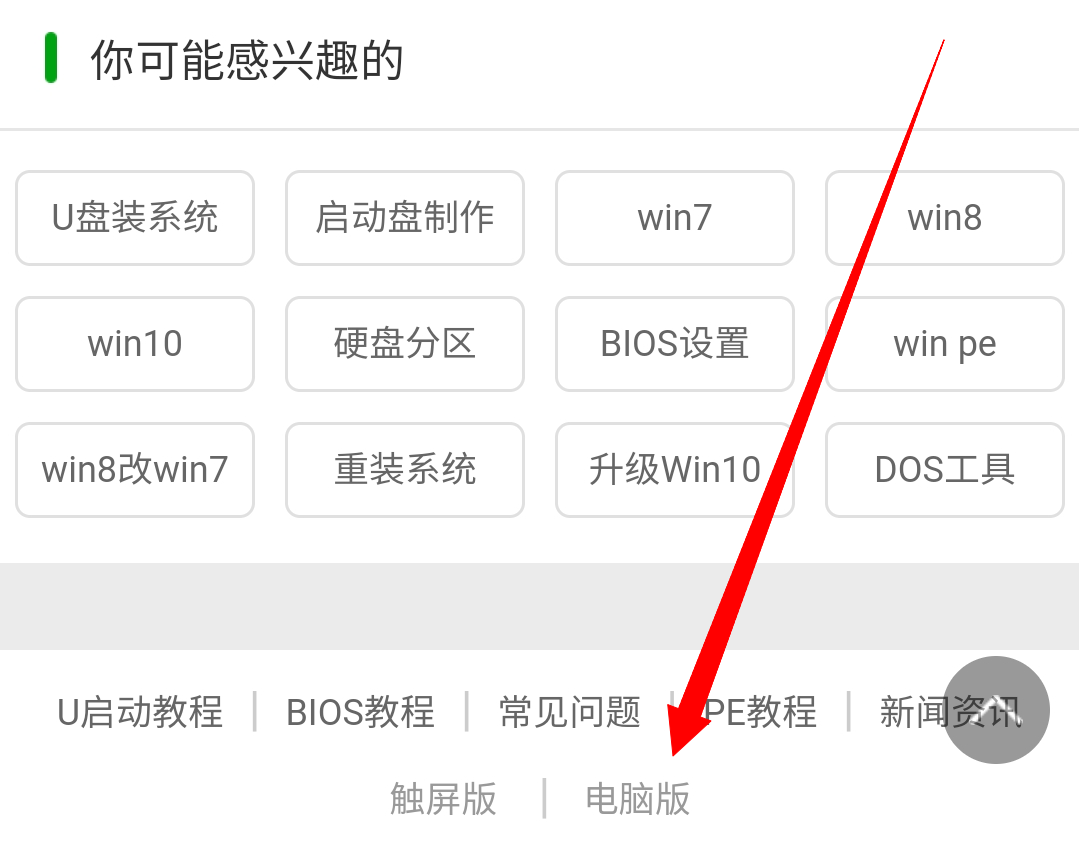 你可能感兴趣的
U盘装系统 启动盘制作 win7 win8
win10 硬盘分区 BIOS设置 win pe
win8改win7 重装系统 升级Win10 DOS工具
U启动教程 | BIOS教程 | 常见问题 | PE教程 | 新闻资讯
触屏版 | 电脑版